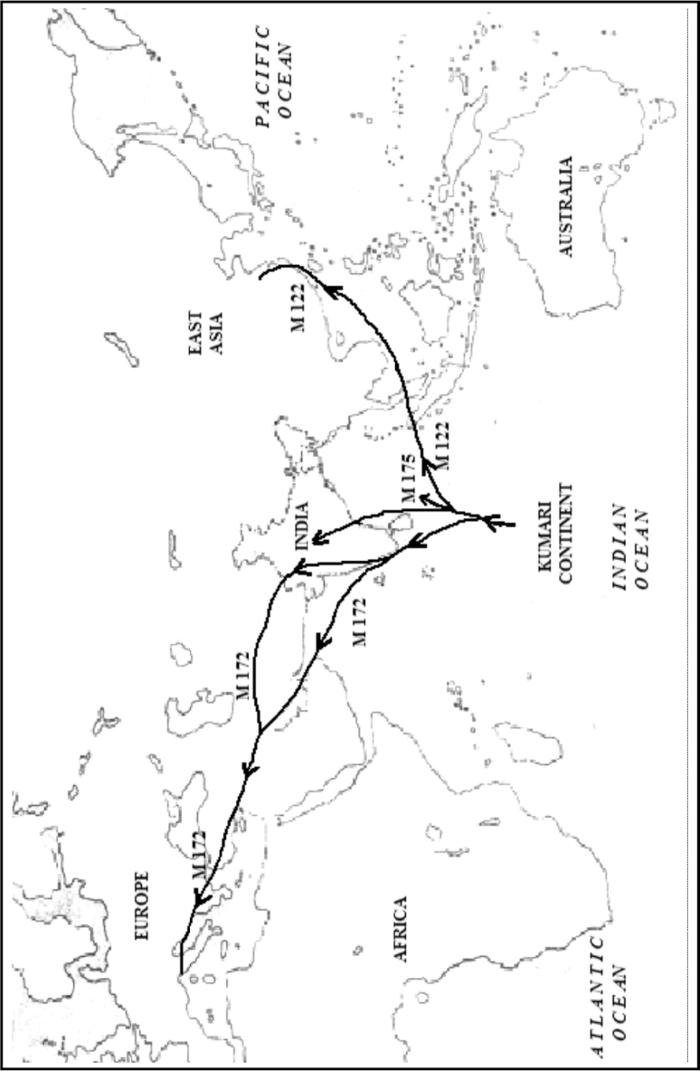 EUROPE
M 172
EAST
ASIA
M 172
PACIFIC
OCEAN
M 122
INDIA
M 172
AFRICA
M 175
M 122
KUMARI
CONTINENT
AUSTRALIA
ATLANTIC
OCEAN
INDIAN
OCEAN